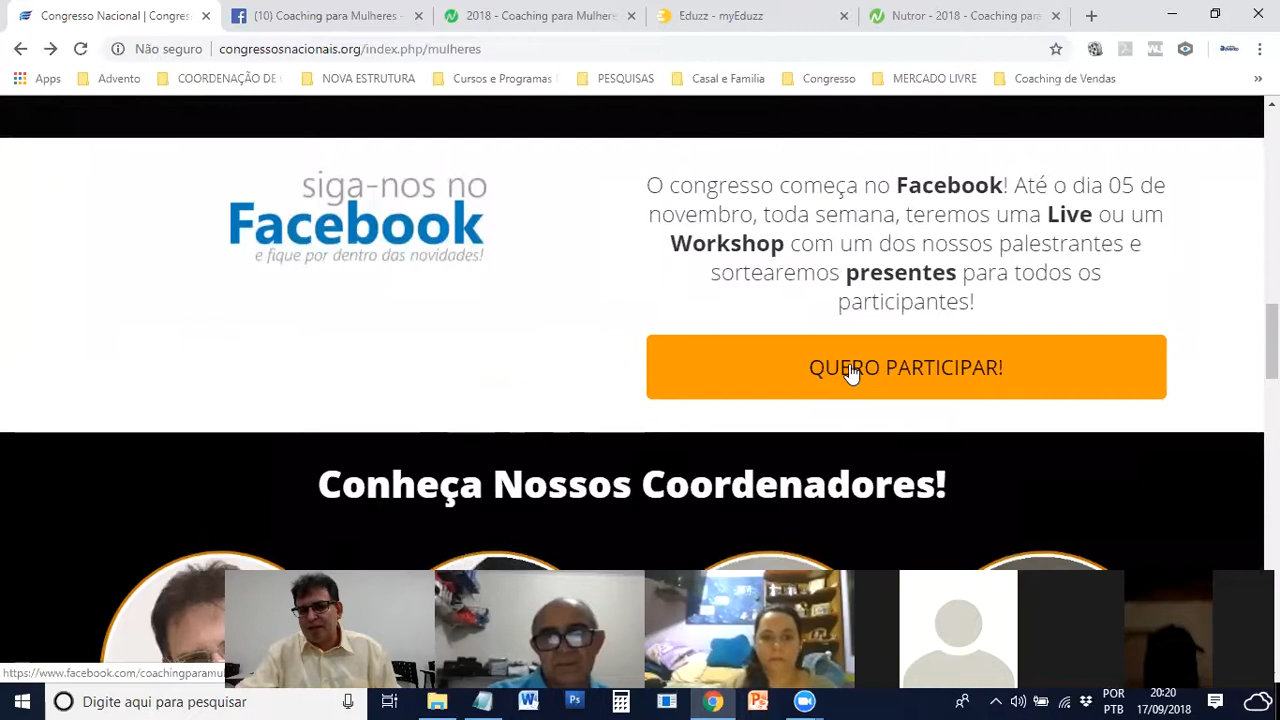 Congresso Nacional | Congres
(10) Coaching para Mulheres -
2018 - Coaching para Mulhere
Eduzz - myEduzz
Nutror - 2018 - Coaching para
Não seguro
congressosnacionais.org/index.php/mulheres
Apps
Advento
COORDENAÇÃO DE
NOVA ESTRUTURA
Cursos e Programas
PESQUISAS
Casal e Familia
Congresso
MERCADO LIVRE
Coaching de Vendas
siga-nos no
Facebook
e fique por dentro das novidades!
O congresso começa no Facebook! Até o dia 05 de
novembro, toda semana, teremos uma Live ou um
Workshop com um dos nossos palestrantes e
sortearemos presentes para todos os
participantes!
QUERO PARTICIPAR!
Conheça Nossos Coordenadores!
https://www.facebook.com/coachingparamu
Digite aqui para pesquisar
POR
PTB
20:20
17/09/2018